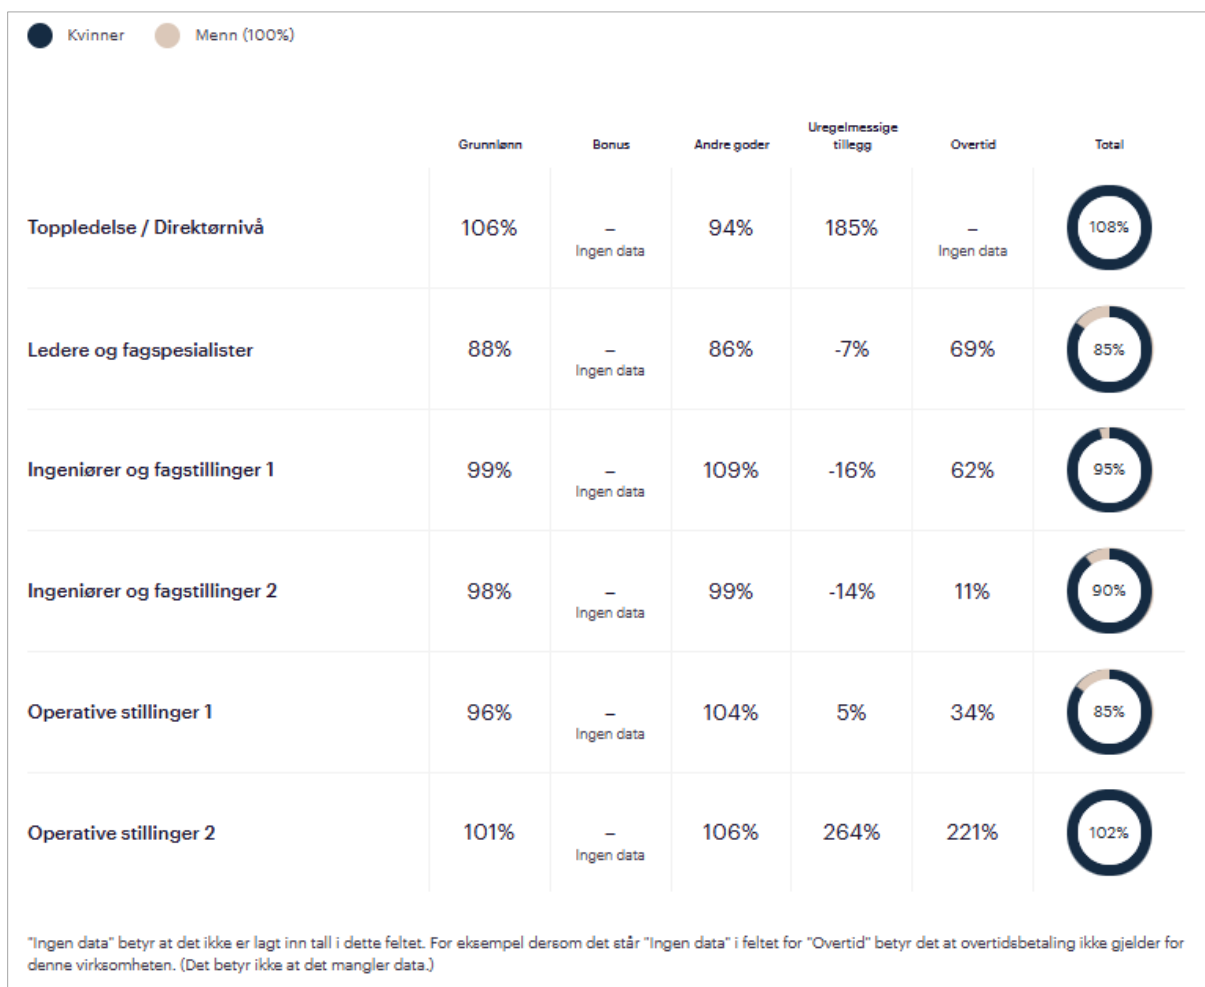 Kvinner Menn (100%)
Grunnlønn Bonus Andre goder Uregelmessige tillegg Overtid Total
Toppledelse / Direktørnivå 106% – Ingen data 94% 185% – Ingen data 108%
Ledere og fagspesialister 88% – Ingen data 86% -7% 69% 85%
Ingeniører og fagstillinger 1 99% – Ingen data 109% -16% 62% 95%
Ingeniører og fagstillinger 2 98% – Ingen data 99% -14% 11% 90%
Operative stillinger 1 96% – Ingen data 104% 5% 34% 85%
Operative stillinger 2 101% – Ingen data 106% 264% 221% 102%
"Ingen data" betyr at det ikke er lagt inn tall i dette feltet. For eksempel dersom det står "Ingen data" i feltet for "Overtid" betyr det at overtidsbetaling ikke gjelder for
denne virksomheten. (Det betyr ikke at det mangler data.)